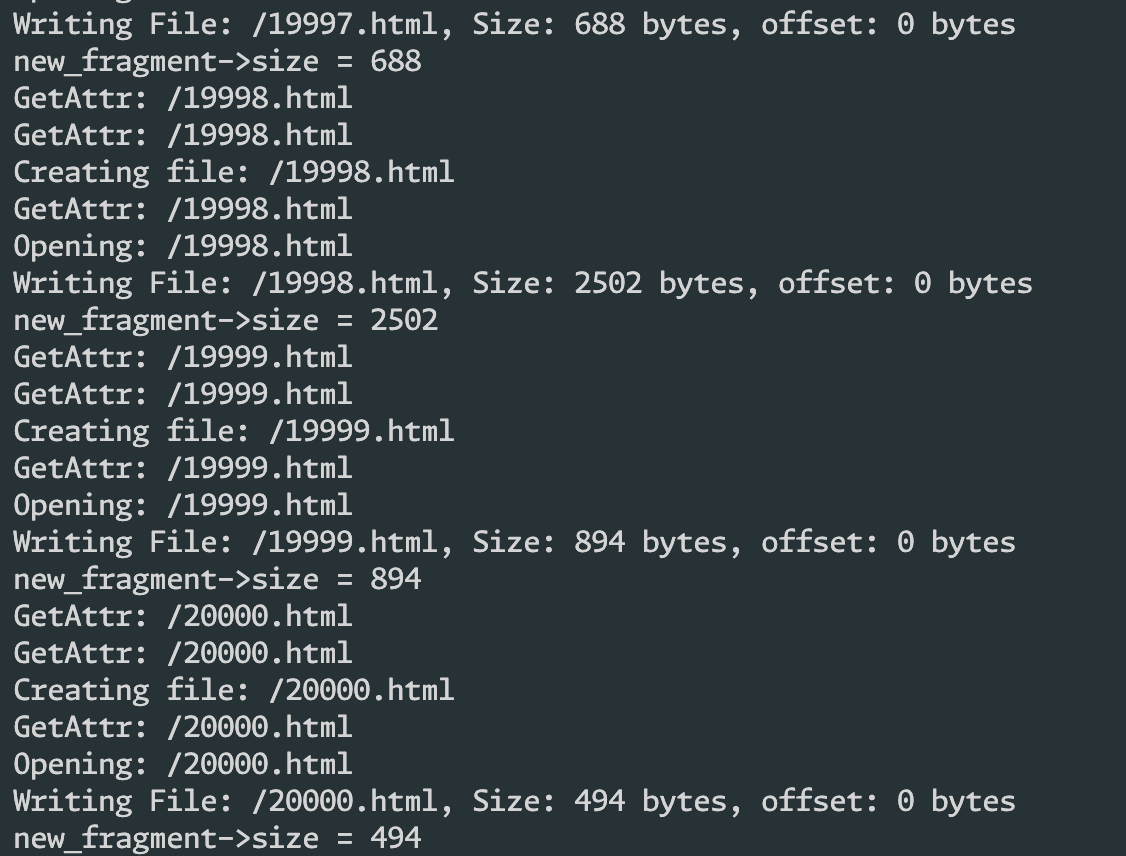 Writing File: /19997.html, Size: 688 bytes, offset: 0 bytes
new_fragment->size = 688
GetAttr: /19998.html
GetAttr: /19998.html
Creating file: /19998.html
GetAttr: /19998.html
Opening: /19998.html
Writing File: /19998.html, Size: 2502 bytes, offset: 0 bytes
new_fragment->size = 2502
GetAttr: /19999.html
GetAttr: /19999.html
Creating file: /19999.html
GetAttr: /19999.html
Opening: /19999.html
Writing File: /19999.html, Size: 894 bytes, offset: 0 bytes
new_fragment->size = 894
GetAttr: /20000.html
GetAttr: /20000.html
Creating file: /20000.html
GetAttr: /20000.html
Opening: /20000.html
Writing File: /20000.html, Size: 494 bytes, offset: 0 bytes
new_fragment->size = 494